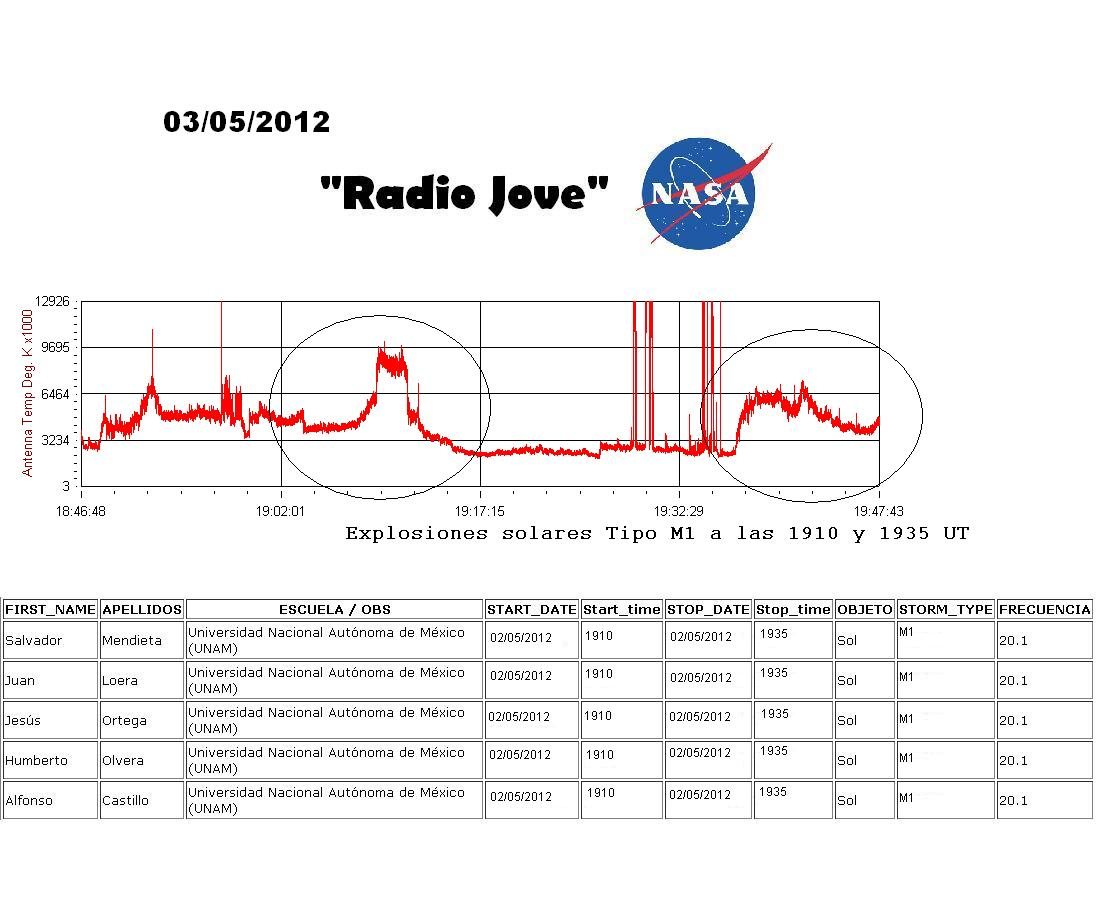 03/05/2012
"Radio Jove"
NASA
12926
9695
6464
3234
3
Antenna Temp Deg. K x1000
18:46:48 19:02:01 19:17:15 19:32:29 19:47:43
Explosiones solares Tipo M1 a las 1910 y 1935 UT
FIRST_NAME APELLIDOS ESCUELA / OBS START_DATE Start_time STOP_DATE Stop_time OBJETO STORM_TYPE FRECUENCIA
Salvador Mendieta Universidad Nacional Autónoma de México (UNAM) 02/05/2012 1910 02/05/2012 1935 Sol M1 20.1
Juan Loera Universidad Nacional Autónoma de México (UNAM) 02/05/2012 1910 02/05/2012 1935 Sol M1 20.1
Jesús Ortega Universidad Nacional Autónoma de México (UNAM) 02/05/2012 1910 02/05/2012 1935 Sol M1 20.1
Humberto Olvera Universidad Nacional Autónoma de México (UNAM) 02/05/2012 1910 02/05/2012 1935 Sol M1 20.1
Alfonso Castillo Universidad Nacional Autónoma de México (UNAM) 02/05/2012 1910 02/05/2012 1935 Sol M1 20.1